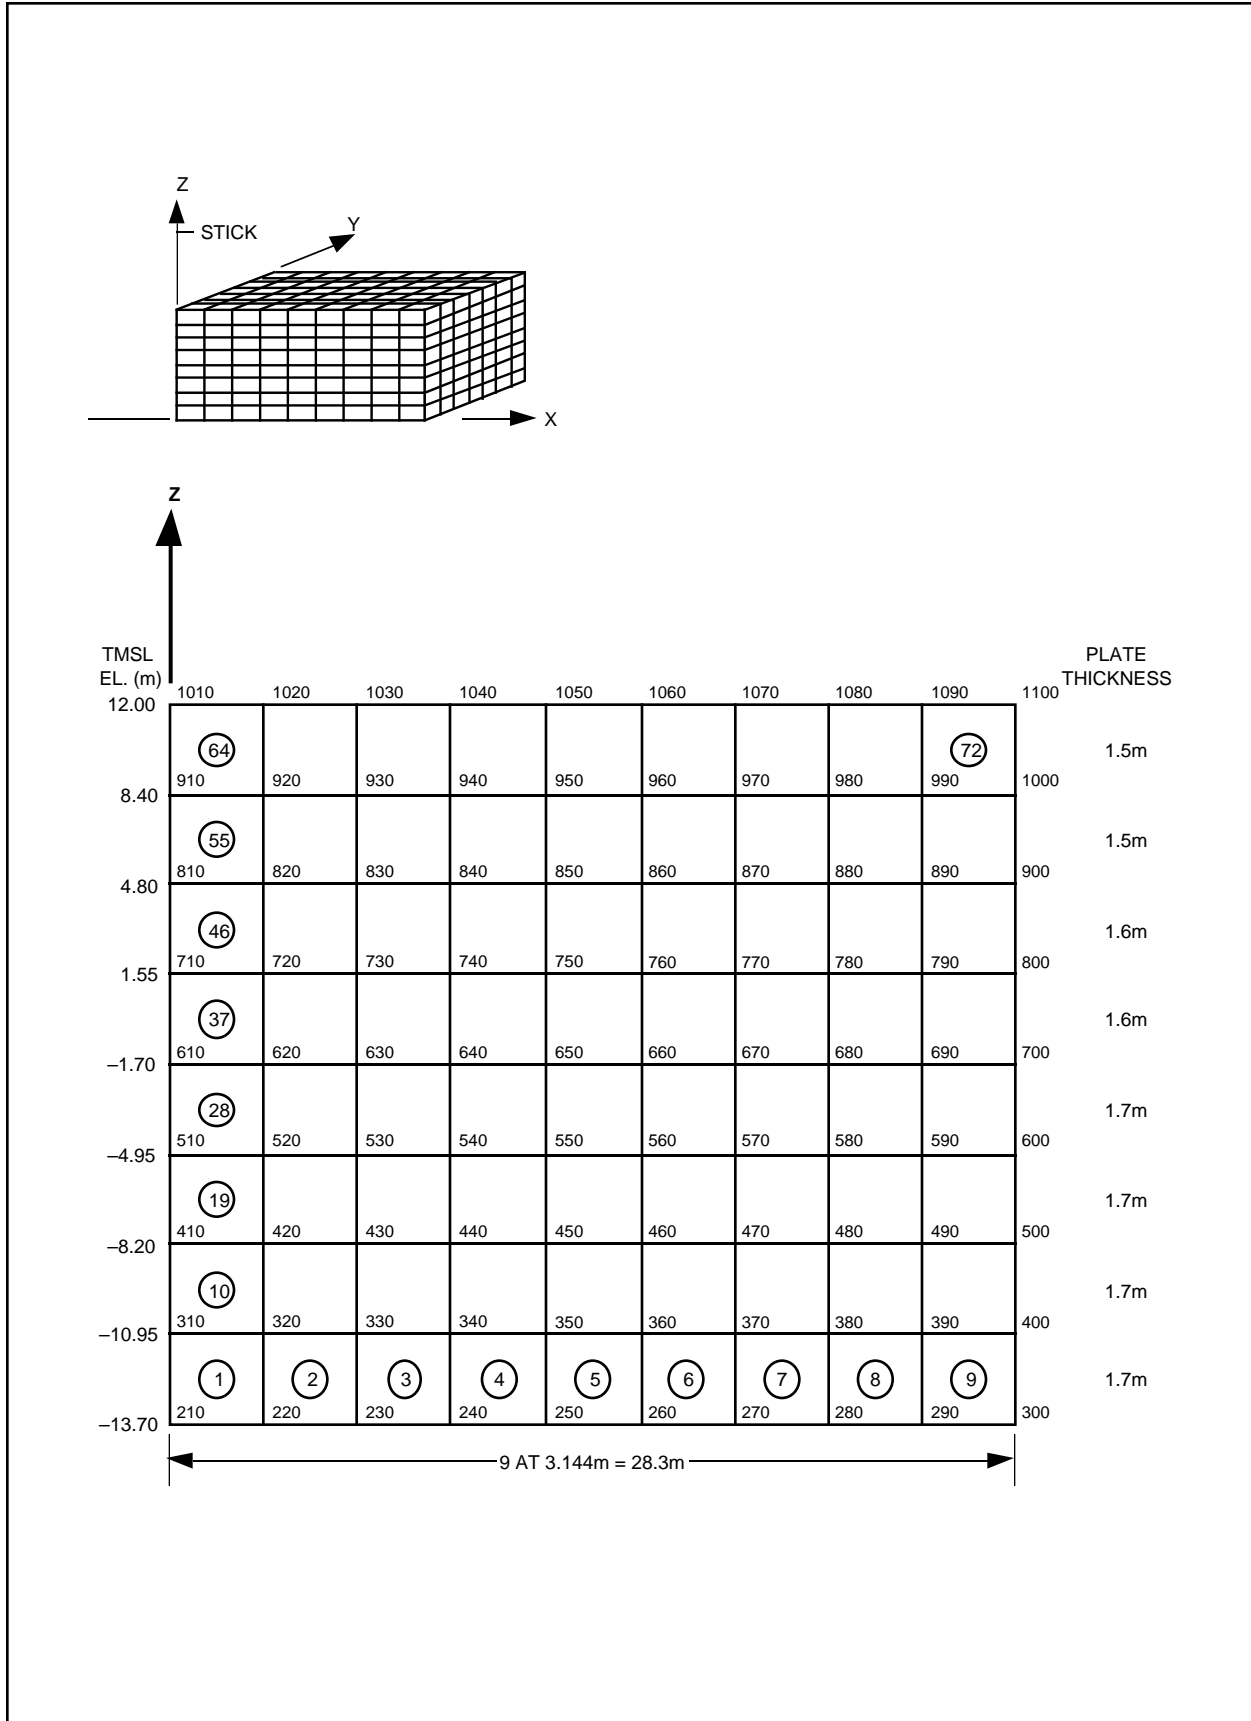 Z
Y
STICK
X
Z
TMSL
EL. (m)
PLATE
THICKNESS
1010 1020 1030 1040 1050 1060 1070 1080 1090 1100
12.00
64 72 1.5m
910 920 930 940 950 960 970 980 990 1000
8.40
55 1.5m
810 820 830 840 850 860 870 880 890 900
4.80
46 1.6m
710 720 730 740 750 760 770 780 790 800
1.55
37 1.6m
610 620 630 640 650 660 670 680 690 700
–1.70
28 1.7m
510 520 530 540 550 560 570 580 590 600
–4.95
19 1.7m
410 420 430 440 450 460 470 480 490 500
–8.20
10 1.7m
310 320 330 340 350 360 370 380 390 400
–10.95
1 2 3 4 5 6 7 8 9 1.7m
210 220 230 240 250 260 270 280 290 300
–13.70
9 AT 3.144m = 28.3m